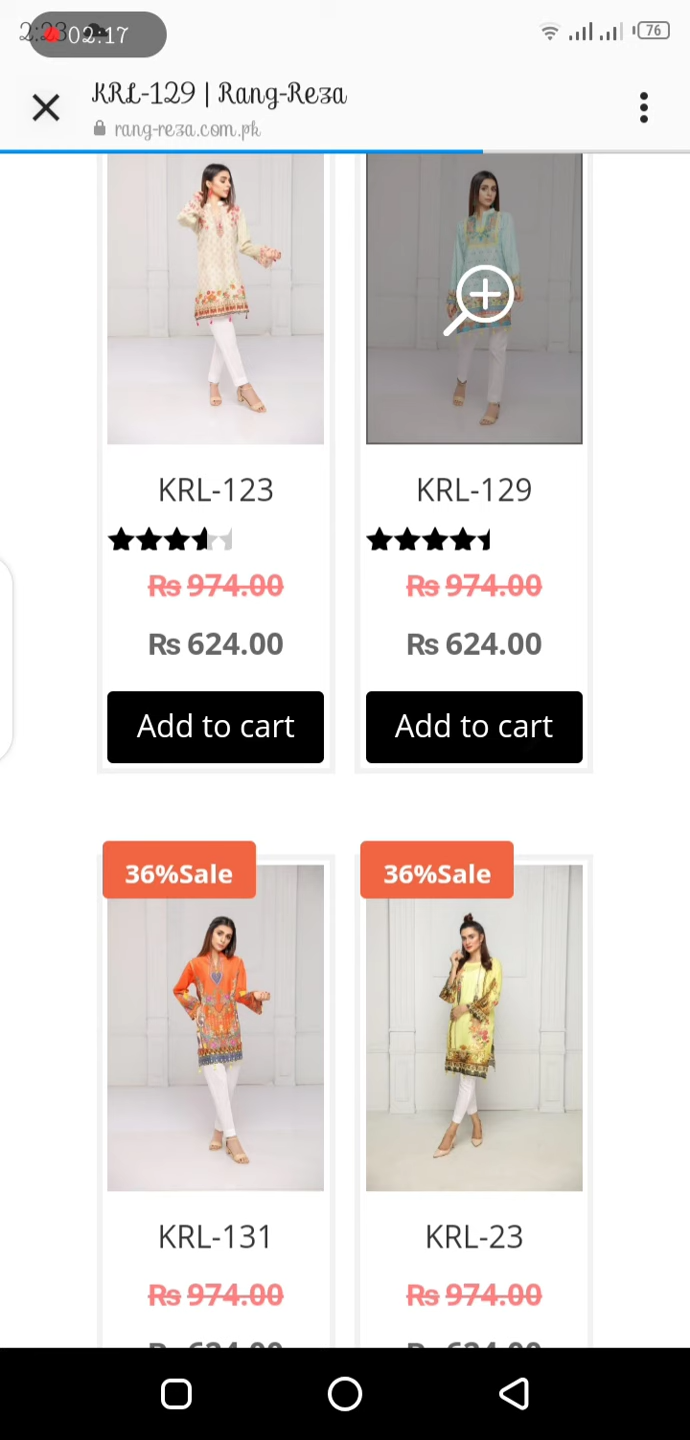 2:23
02:17
76
KRL-129 | Rang-Reza
rang-reza.com.pk
KRL-123
KRL-129
₨ 974.00
₨ 974.00
₨ 624.00
₨ 624.00
Add to cart
Add to cart
36%Sale
36%Sale
KRL-131
KRL-23
₨ 974.00
₨ 974.00